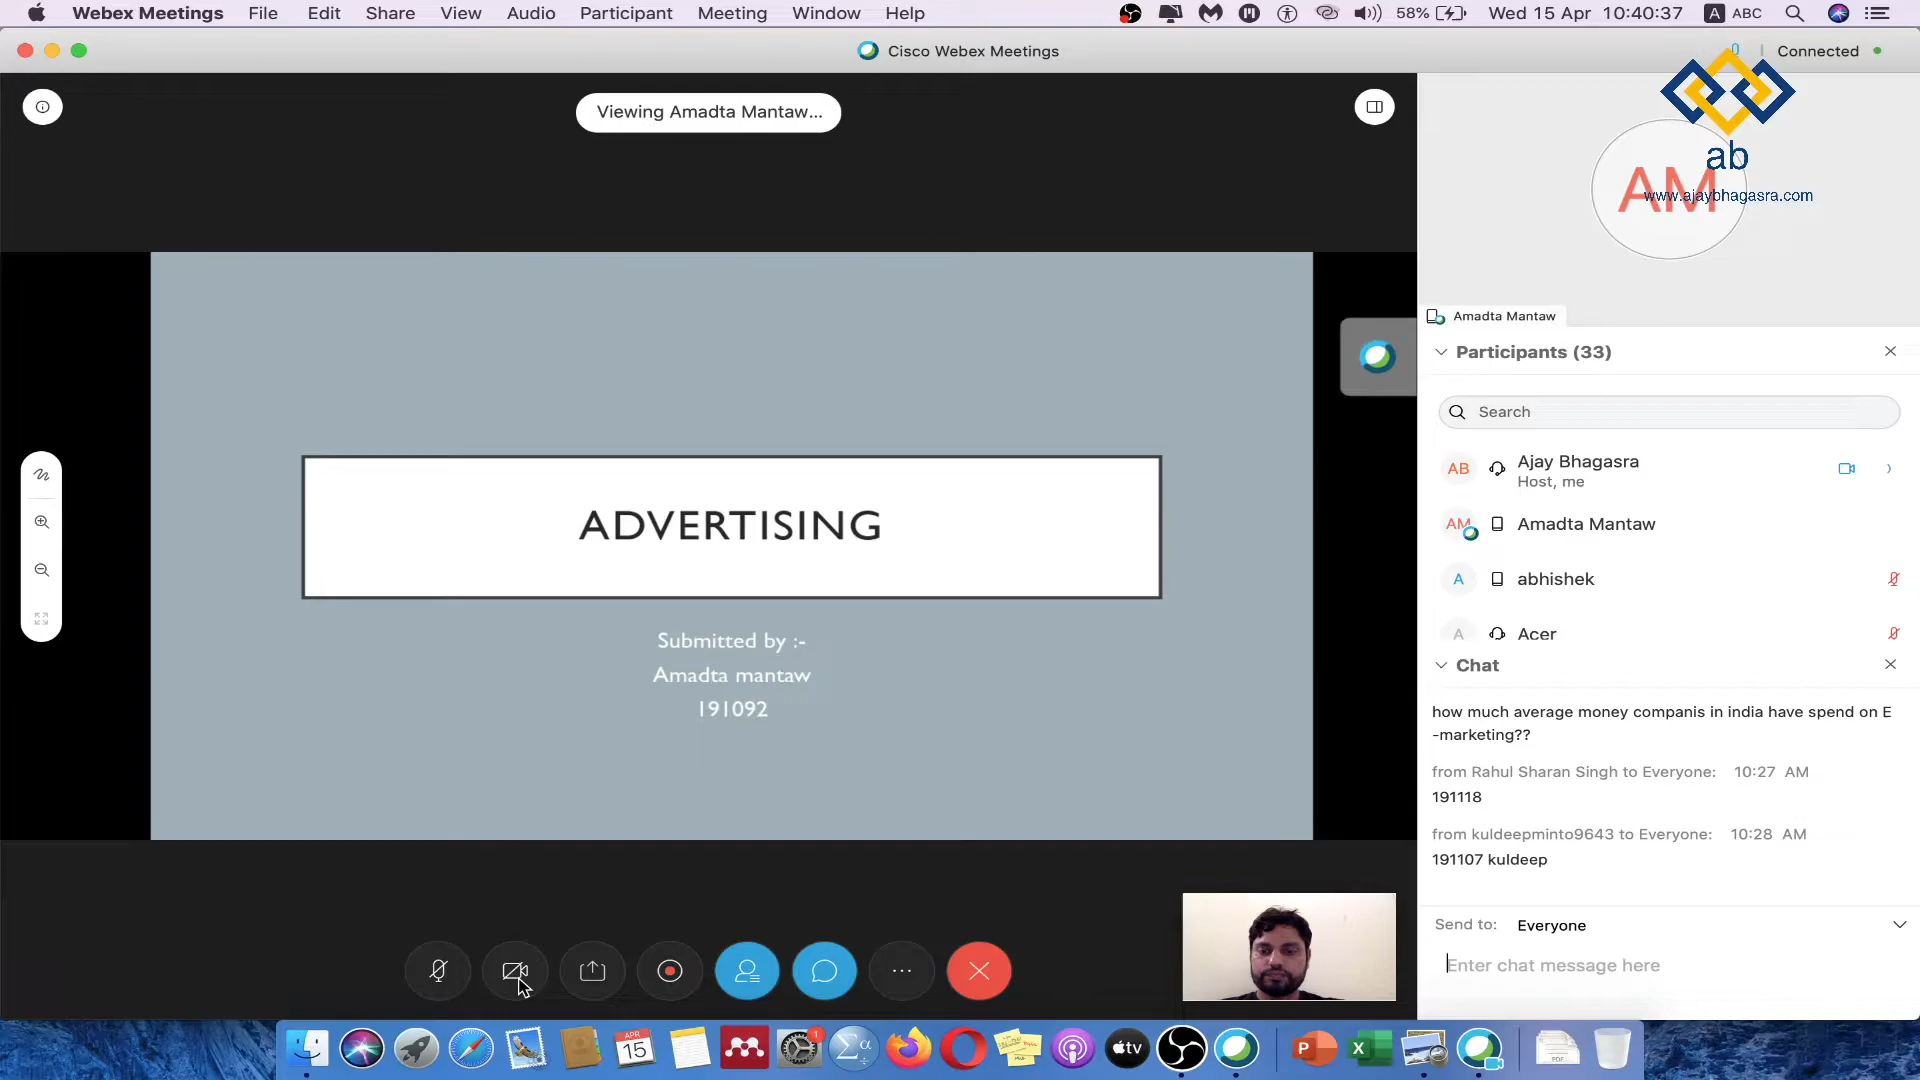 Webex Meetings File Edit Share View Audio Participant Meeting Window Help 58% Wed 15 Apr 10:40:37 A ABC
Cisco Webex Meetings
Connected
Viewing Amadta Mantaw...
ab
AM
www.ajaybhagasra.com
Amadta Mantaw
Participants (33)
Search
AB Ajay Bhagasra
Host, me
AM Amadta Mantaw
A abhishek
A Acer
ADVERTISING
Submitted by :-
Amadta mantaw
191092
Chat
how much average money companis in india have spend on E
-marketing??
from Rahul Sharan Singh to Everyone: 10:27 AM
191118
from kuldeepminto9643 to Everyone: 10:28 AM
191107 kuldeep
Send to: Everyone
Enter chat message here
APR
15
1
tv
P
X
PDF